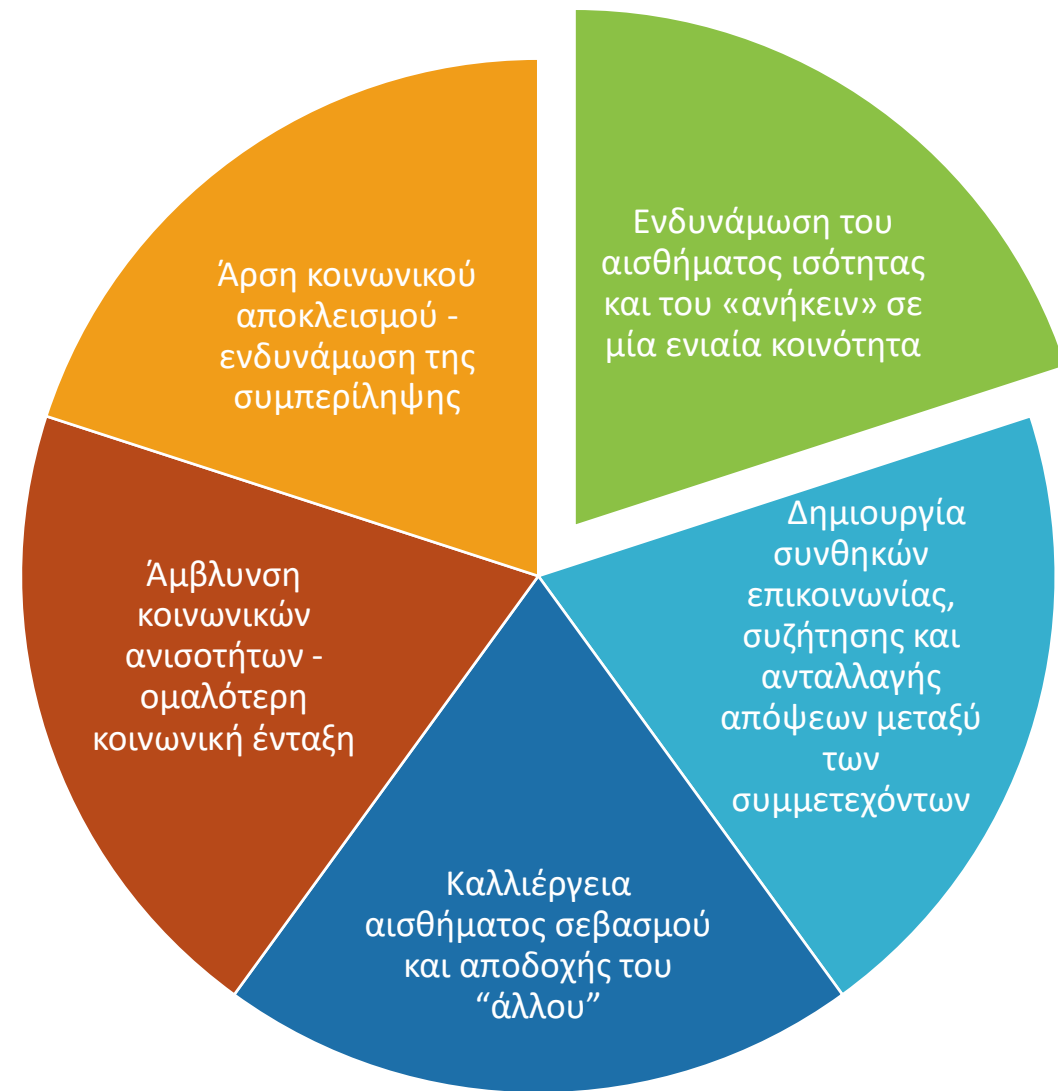 Ενδυνάμωση του
αισθήματος ισότητας
και του «ανήκειν» σε
μία ενιαία κοινότητα
Δημιουργία
συνθηκών
επικοινωνίας,
συζήτησης και
ανταλλαγής
απόψεων μεταξύ
των
συμμετεχόντων
Καλλιέργεια
αισθήματος σεβασμού
και αποδοχής του
“άλλου”
Άμβλυνση
κοινωνικών
ανισοτήτων -
ομαλότερη
κοινωνική ένταξη
Άρση κοινωνικού
αποκλεισμού -
ενδυνάμωση της
συμπερίληψης